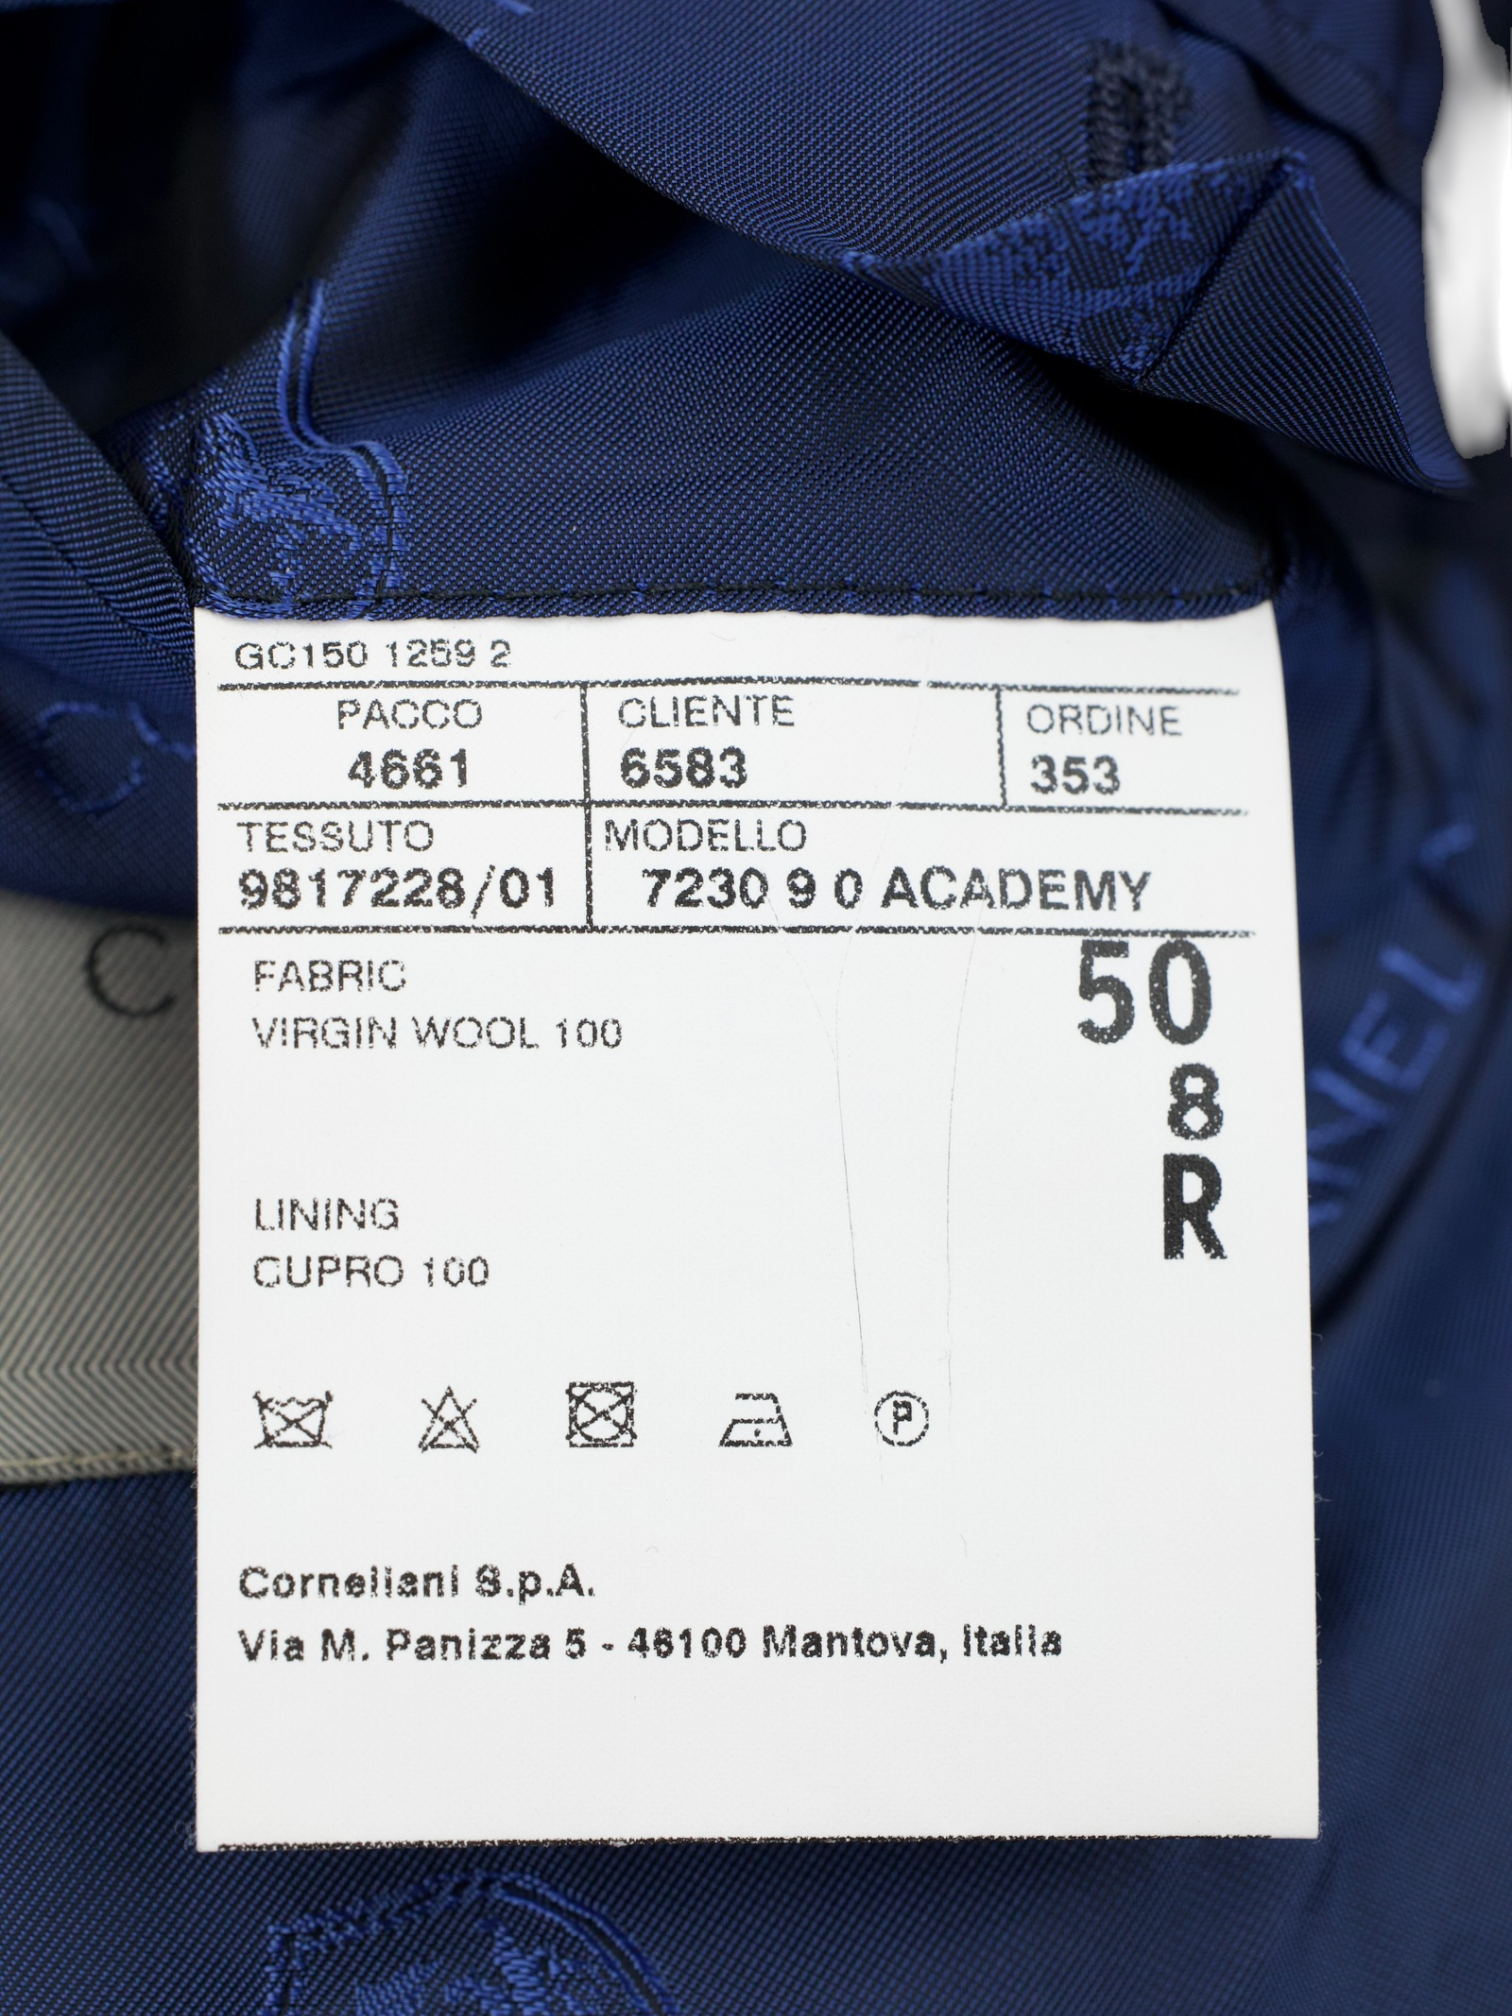 GC150 1259 2
PACCO CLIENTE ORDINE
4661 6583 353
TESSUTO MODELLO
9817228/01 7230 9 0 ACADEMY
FABRIC 50
VIRGIN WOOL 100
8
R
LINING
CUPRO 100
P
Corneliani S.p.A.
Via M. Panizza 5 - 46100 Mantova, Italia